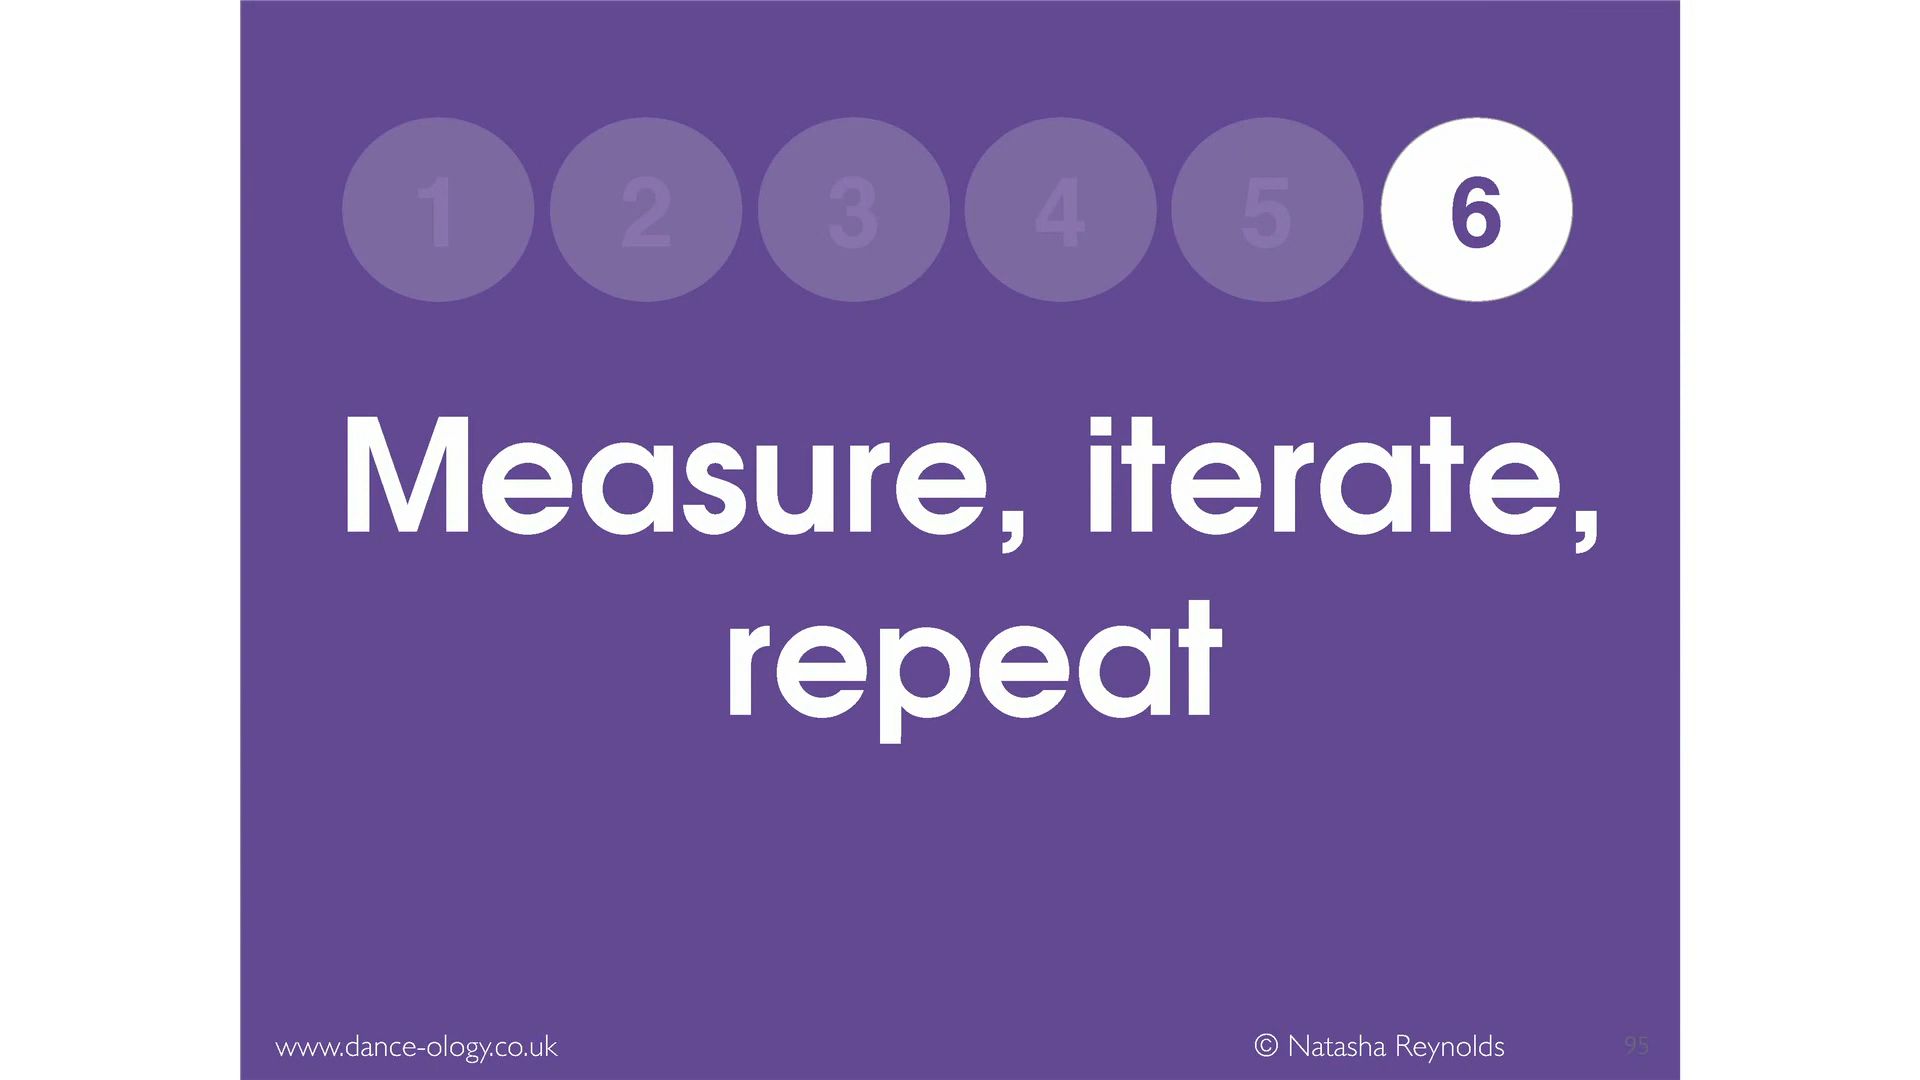 1 2 3 4 5 6
Measure, iterate,
repeat
www.dance-ology.co.uk © Natasha Reynolds 95